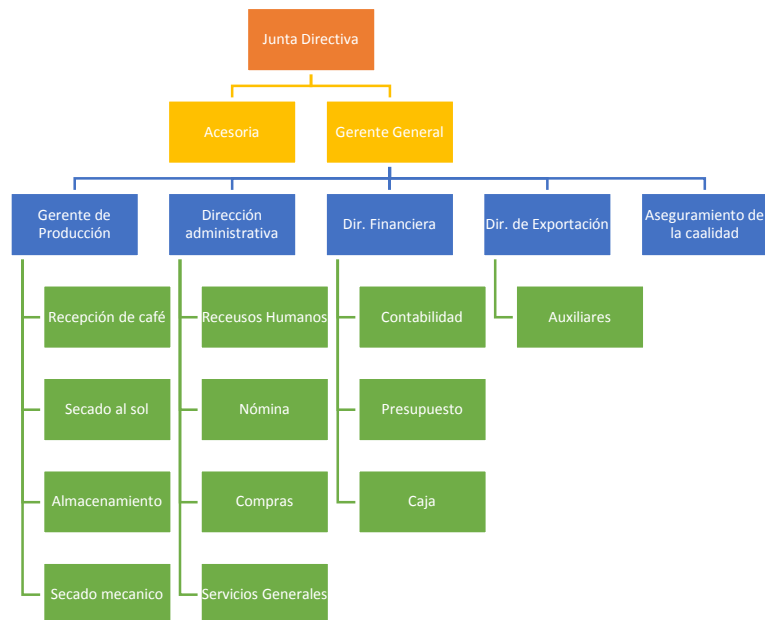 Junta Directiva
Acesoria
Gerente General
Gerente de
Producción
Dirección
administrativa
Dir. Financiera
Dir. de Exportación
Aseguramiento de
la caalidad
Recepción de café
Receusos Humanos
Contabilidad
Auxiliares
Secado al sol
Nómina
Presupuesto
Almacenamiento
Compras
Caja
Secado mecanico
Servicios Generales